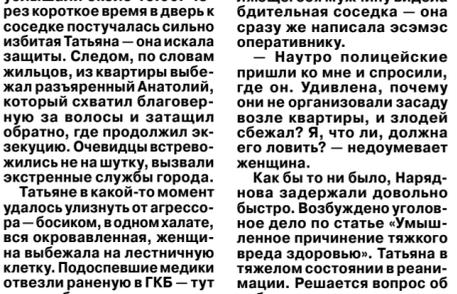 рез короткое время в дверь к
соседке постучалась сильно
избитая Татьяна — она искала
защиты. Следом, по словам
жильцов, из квартиры выбе-
жал разъяренный Анатолий,
который схватил благовер-
ную за волосы и затащил
обратно, где продолжил эк-
зекуцию. Очевидцы встрево-
жились не на шутку, вызвали
экстренные службы города.
Татьяне в какой-то момент
удалось улизнуть от агрессо-
ра — босиком, в одном халате,
вся окровавленная, женщи-
на выбежала на лестничную
клетку. Подоспевшие медики
отвезли раненую в ГКБ — тут
бдительная соседка — она
сразу же написала эсэмэс
оперативнику.
— Наутро полицейские
пришли ко мне и спросили,
где он. Удивлена, почему
они не организовали засаду
возле квартиры, и злодей
сбежал? Я, что ли, должна
его ловить? — недоумевает
женщина.
Как бы то ни было, Наряд-
нова задержали довольно
быстро. Возбуждено уголов-
ное дело по статье «Умыш-
ленное причинение тяжкого
вреда здоровью». Татьяна в
тяжелом состоянии в реани-
мации. Решается вопрос об